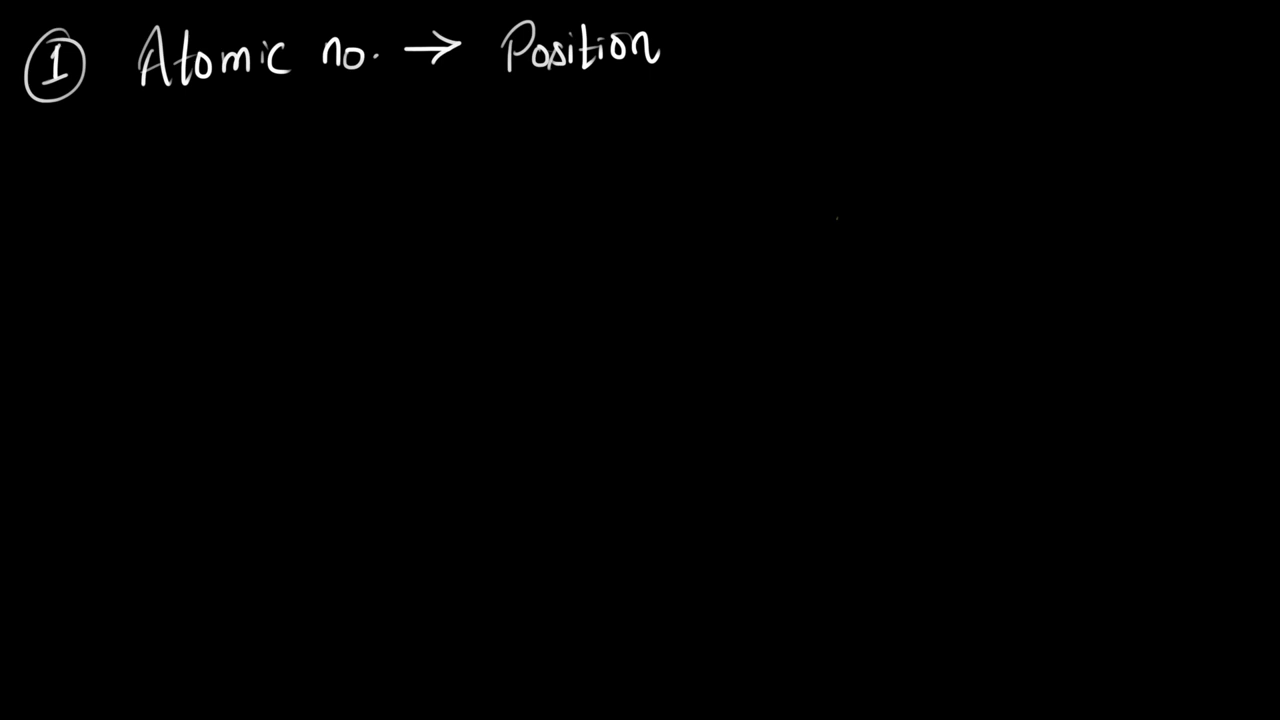 ① Atomic no. → Position